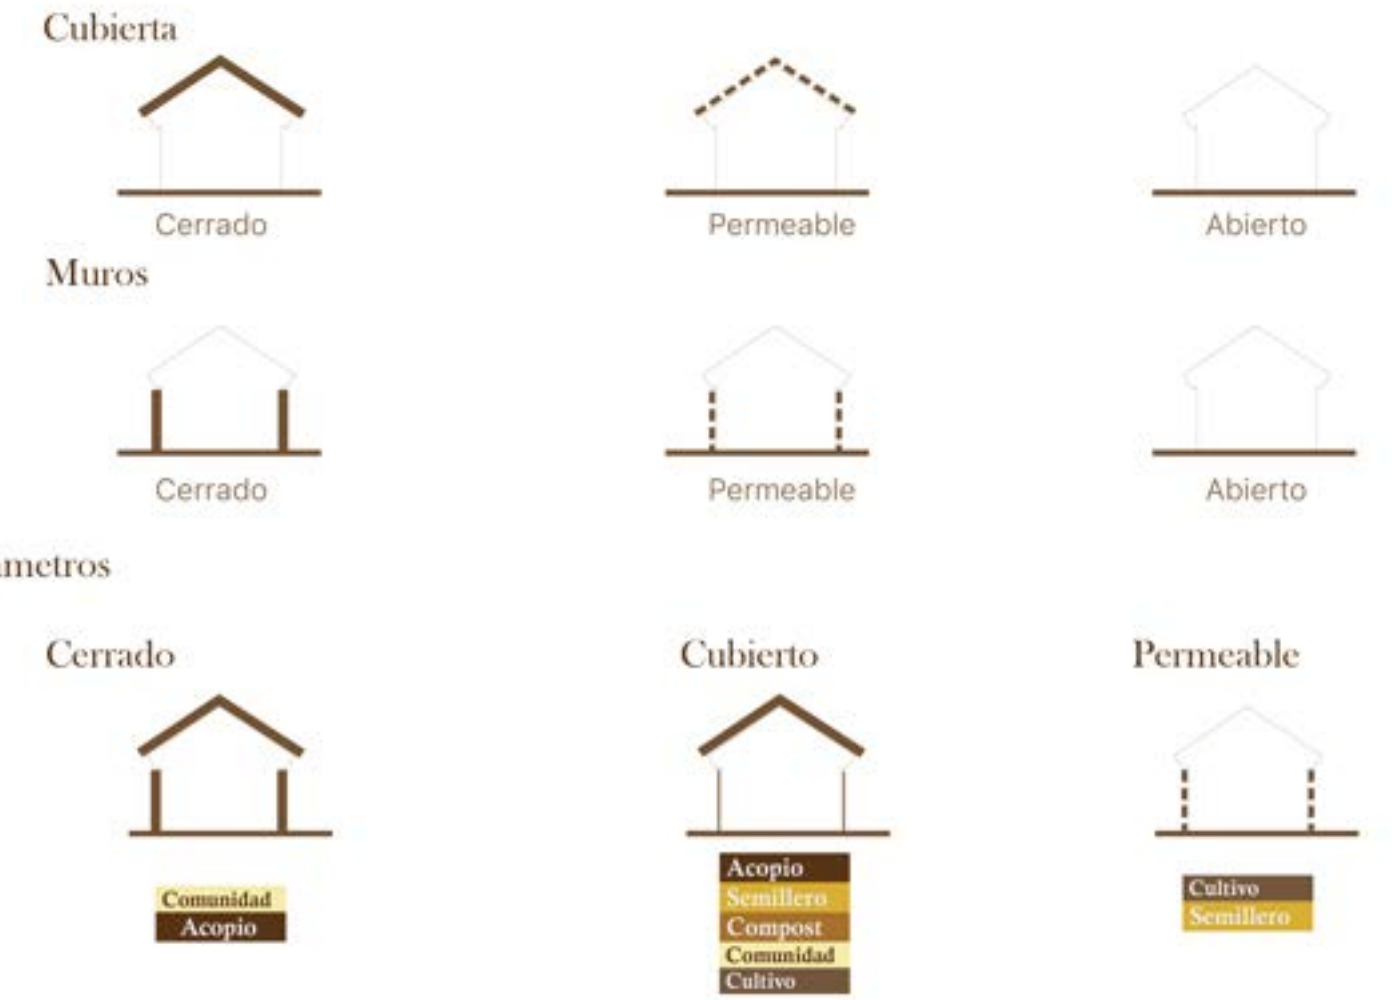 Cubierta
Cerrado
Permeable
Abierto
Muros
Cerrado
Permeable
Abierto
ametros
Cerrado
Cubierto
Permeable
Comunidad
Acopio
Acopio
Semillero
Compost
Comunidad
Cultivo
Cultivo
Semillero